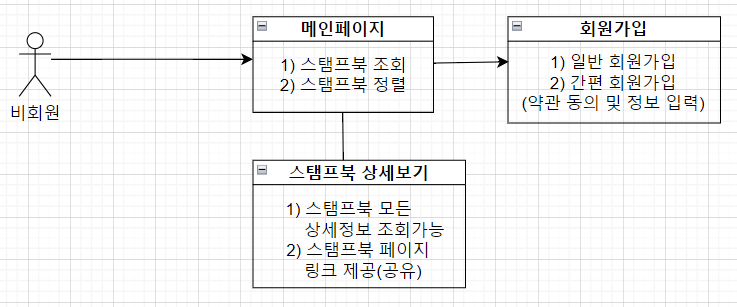 비회원
메인페이지
1) 스탬프북 조회
2) 스탬프북 정렬
회원가입
1) 일반 회원가입
2) 간편 회원가입
(약관 동의 및 정보 입력)
스탬프북 상세보기
1) 스탬프북 모든
상세정보 조회가능
2) 스탬프북 페이지
링크 제공(공유)